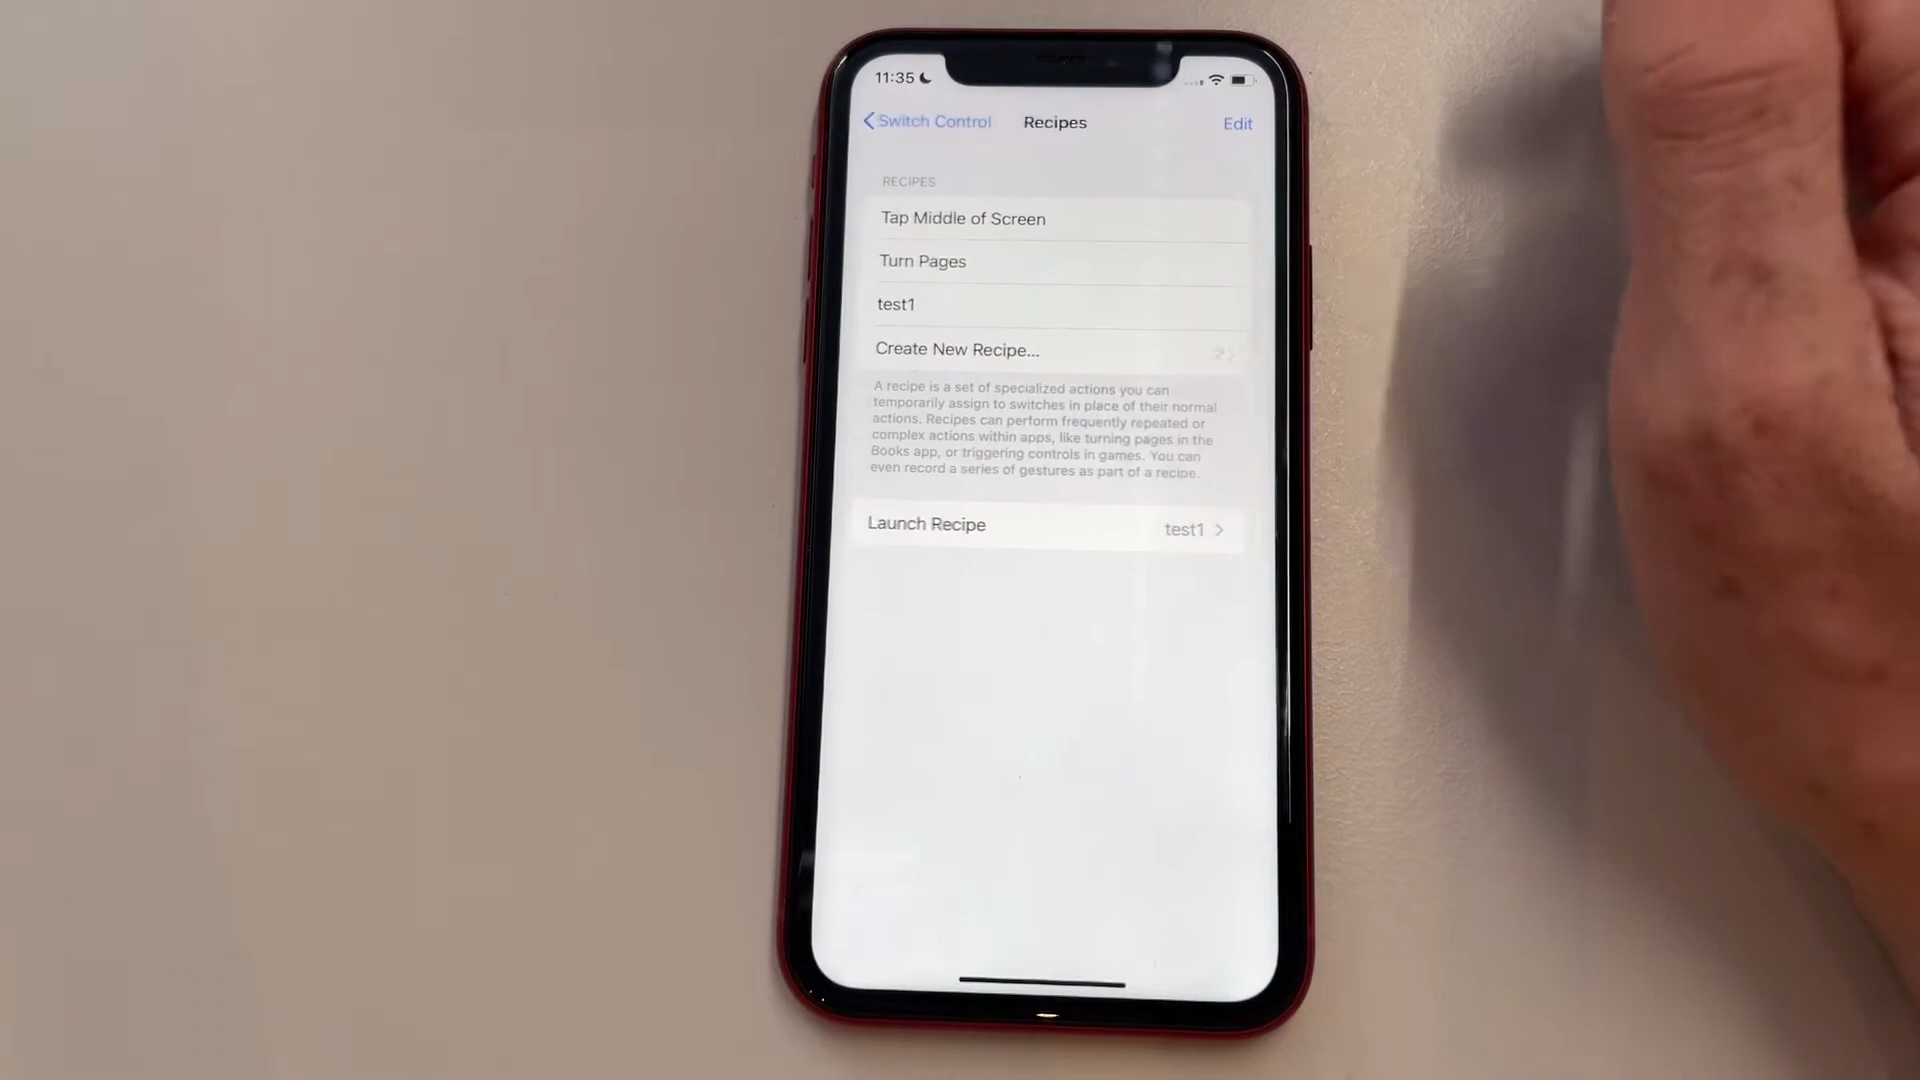 11:35
Switch Control
Recipes
Edit
RECIPES
Tap Middle of Screen
Turn Pages
test1
Create New Recipe...
A recipe is a set of specialized actions you can
temporarily assign to switches in place of their normal
actions. Recipes can perform frequently repeated or
complex actions within apps, like turning pages in the
Books app, or triggering controls in games. You can
even record a series of gestures as part of a recipe.
Launch Recipe
test1